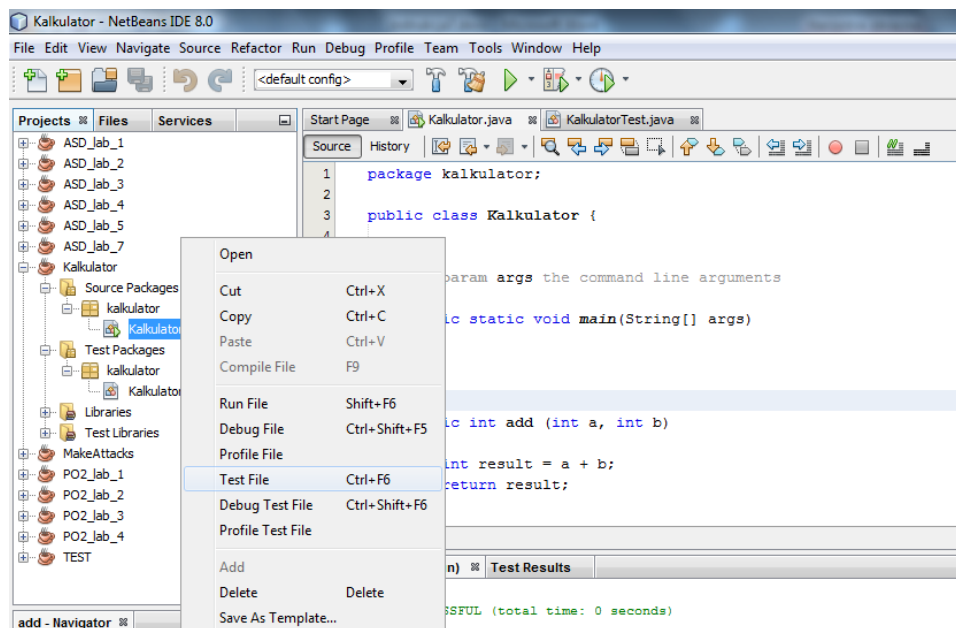 Kalkulator - NetBeans IDE 8.0
File Edit View Navigate Source Refactor Run Debug Profile Team Tools Window Help
<default config>
Projects Files Services
ASD_lab_1
ASD_lab_2
ASD_lab_3
ASD_lab_4
ASD_lab_5
ASD_lab_7
Kalkulator
Source Packages
kalkulator
Kalkulator
Test Packages
kalkulator
Kalkulator
Libraries
Test Libraries
MakeAttacks
PO2_lab_1
PO2_lab_2
PO2_lab_3
PO2_lab_4
TEST
add - Navigator
Open
Cut Ctrl+X
Copy Ctrl+C
Paste Ctrl+V
Compile File F9
Run File Shift+F6
Debug File Ctrl+Shift+F5
Profile File
Test File Ctrl+F6
Debug Test File Ctrl+Shift+F6
Profile Test File
Add
Delete Delete
Save As Template...
Start Page Kalkulator.java KalkulatorTest.java
Source History
1 package kalkulator;
2
3 public class Kalkulator {
4
param args the command line arguments
ic static void main(String[] args)
ic int add (int a, int b)
int result = a + b;
return result;
n) Test Results
SSFUL (total time: 0 seconds)